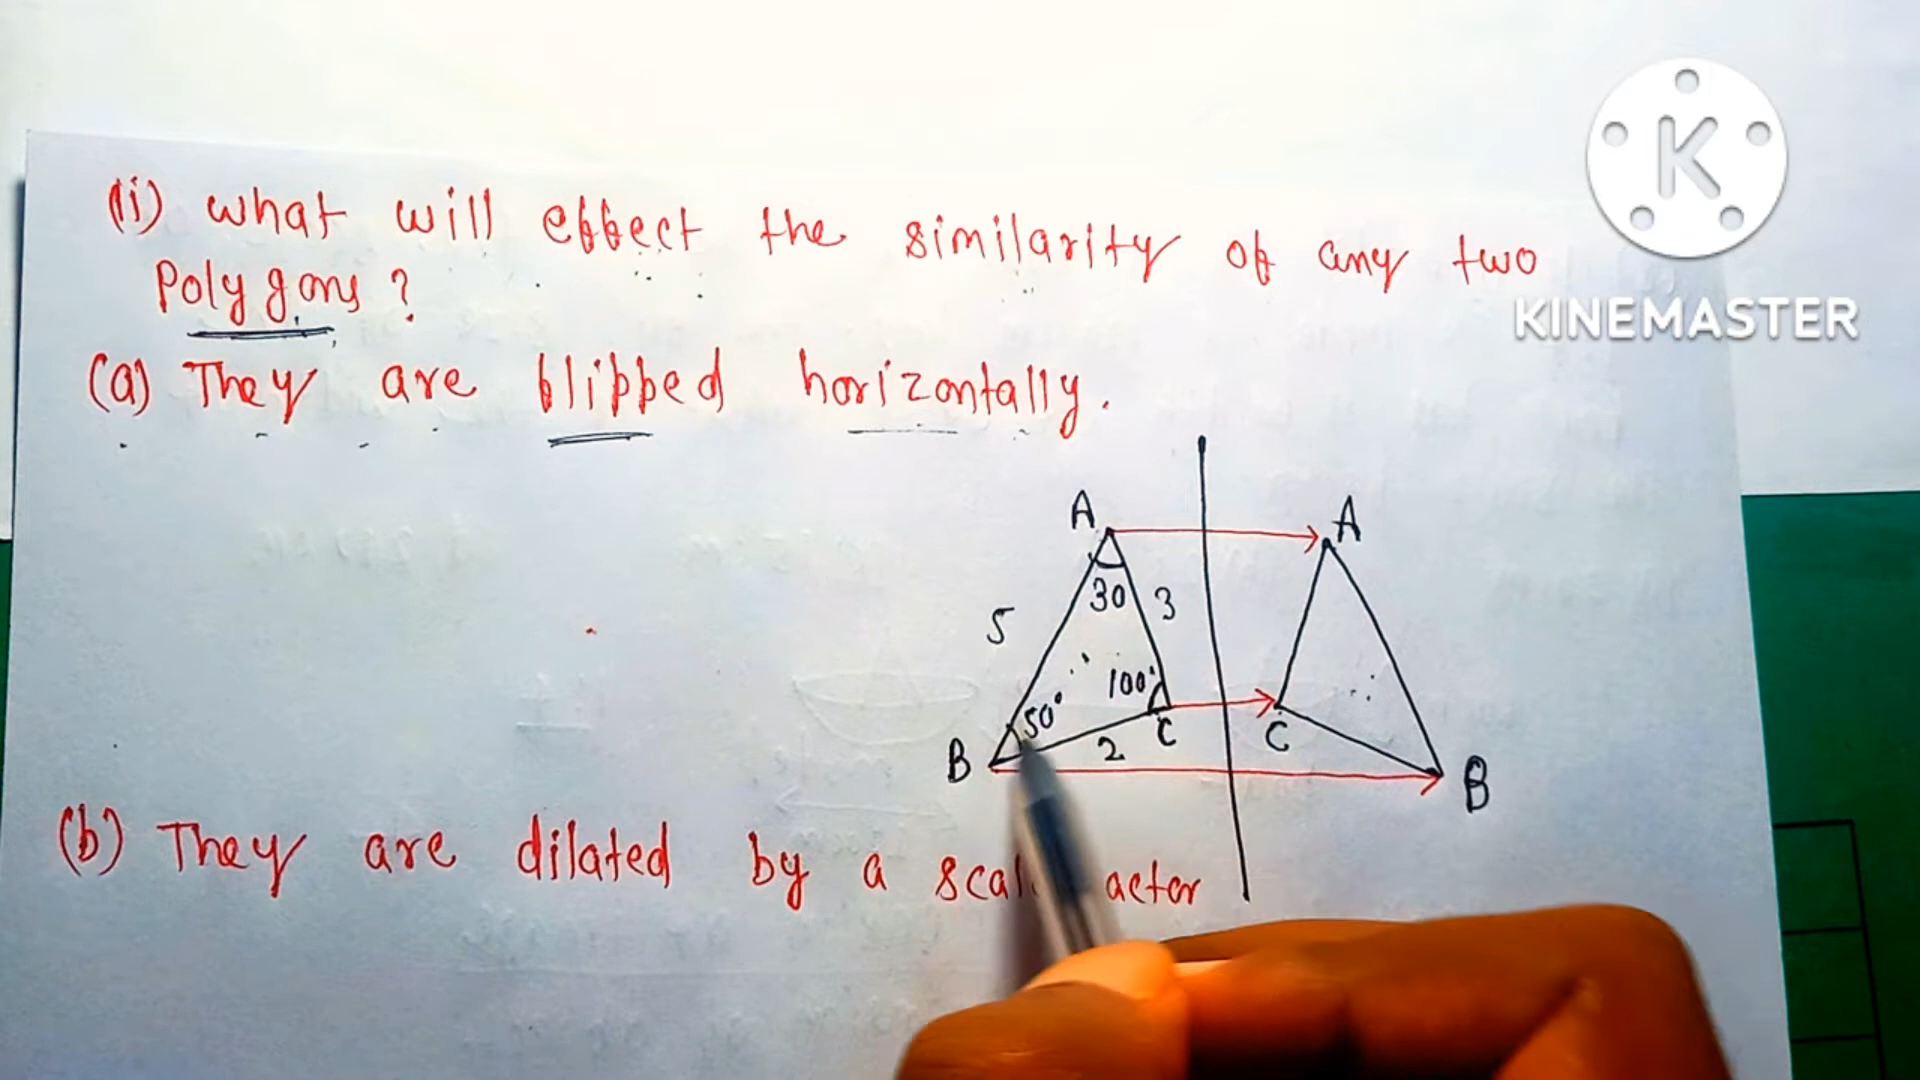 (ii) what will effect the similarity of any two
Polygons ?
(a) They are flipped horizontally.
A
A
30
3
5
100°
50°
C
C
B
2
B
(b) They are dilated by a
K
KINEMASTER